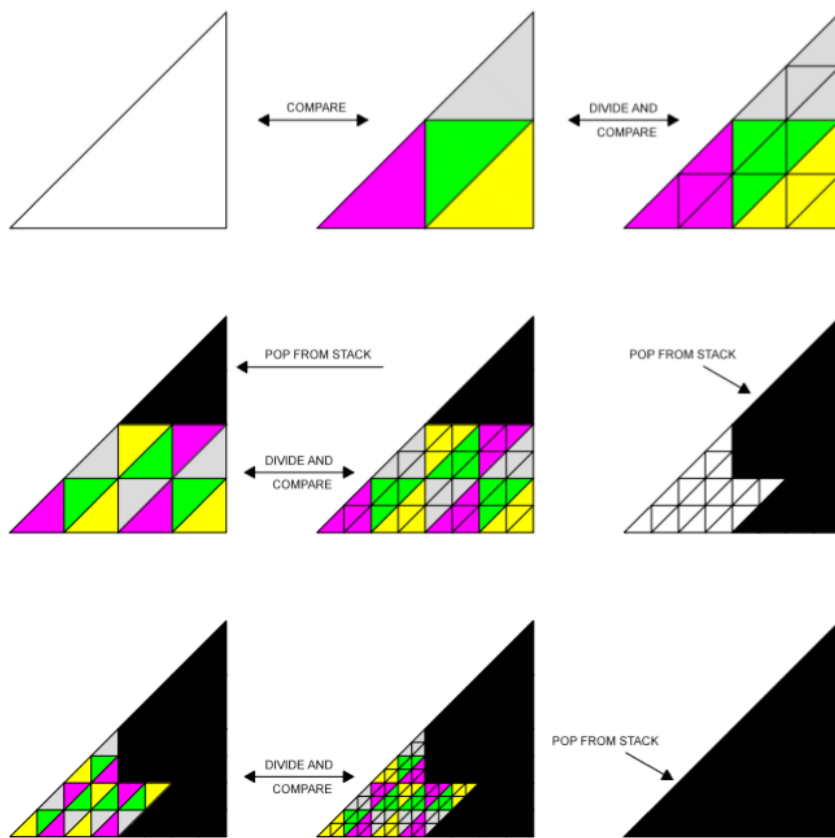 COMPARE
DIVIDE AND
COMPARE
POP FROM STACK
POP FROM STACK
DIVIDE AND
COMPARE
DIVIDE AND
COMPARE
POP FROM STACK